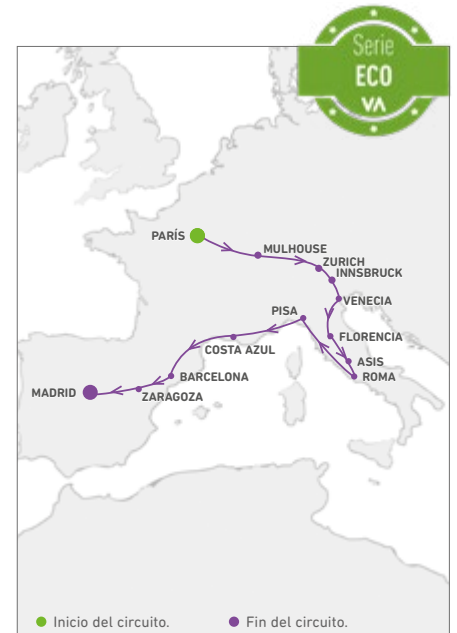 Serie
ECO
VA
PARÍS
MULHOUSE
ZURICH
INNSBRUCK
VENECIA
PISA
FLORENCIA
COSTA AZUL
ASIS
ROMA
BARCELONA
MADRID
ZARAGOZA
Inicio del circuito.
Fin del circuito.